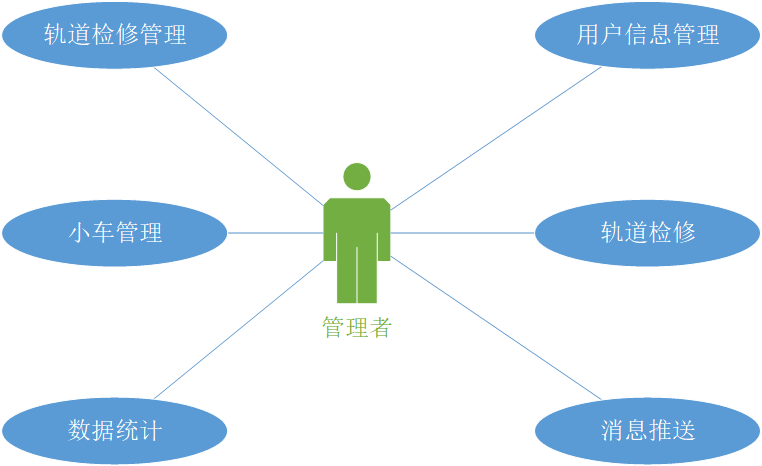 轨道检修管理
用户信息管理
小车管理
轨道检修
管理者
数据统计
消息推送